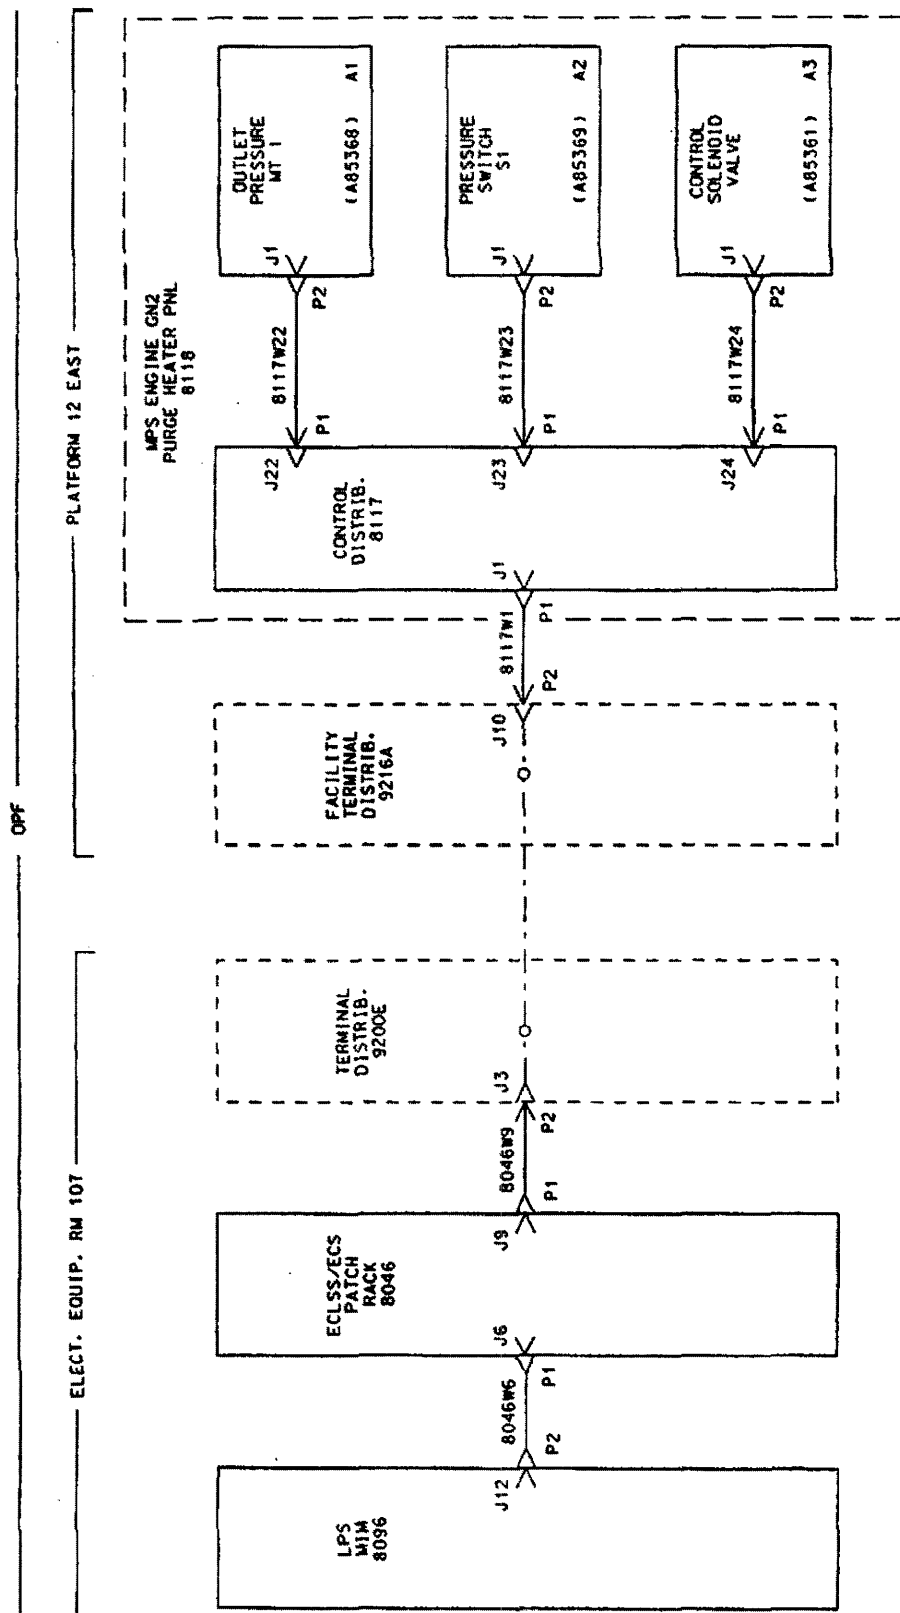 OPF
ELECT. EQUIP. RM 107
PLATFORM 12 EAST
LPS
MIM
8096
J12
P2
8046W6
P1
J6
ECLSS/ECS
PATCH
RACK
8046
J9
P1
8046W9
P2
J3
TERMINAL
DISTRIB.
9200E
FACILITY
TERMINAL
DISTRIB.
9216A
J10
P2
8117W1
P1
J1
CONTROL
DISTRIB.
8117
MPS ENGINE GN2
PURGE HEATER PNL
8118
J22
P1
8117W22
P2
J1
OUTLET
PRESSURE
MT 1
(A85368)
A1
J23
P1
8117W23
P2
J1
PRESSURE
SWITCH
S1
(A85369)
A2
J24
P1
8117W24
P2
J1
CONTROL
SOLENOID
VALVE
(A85361)
A3